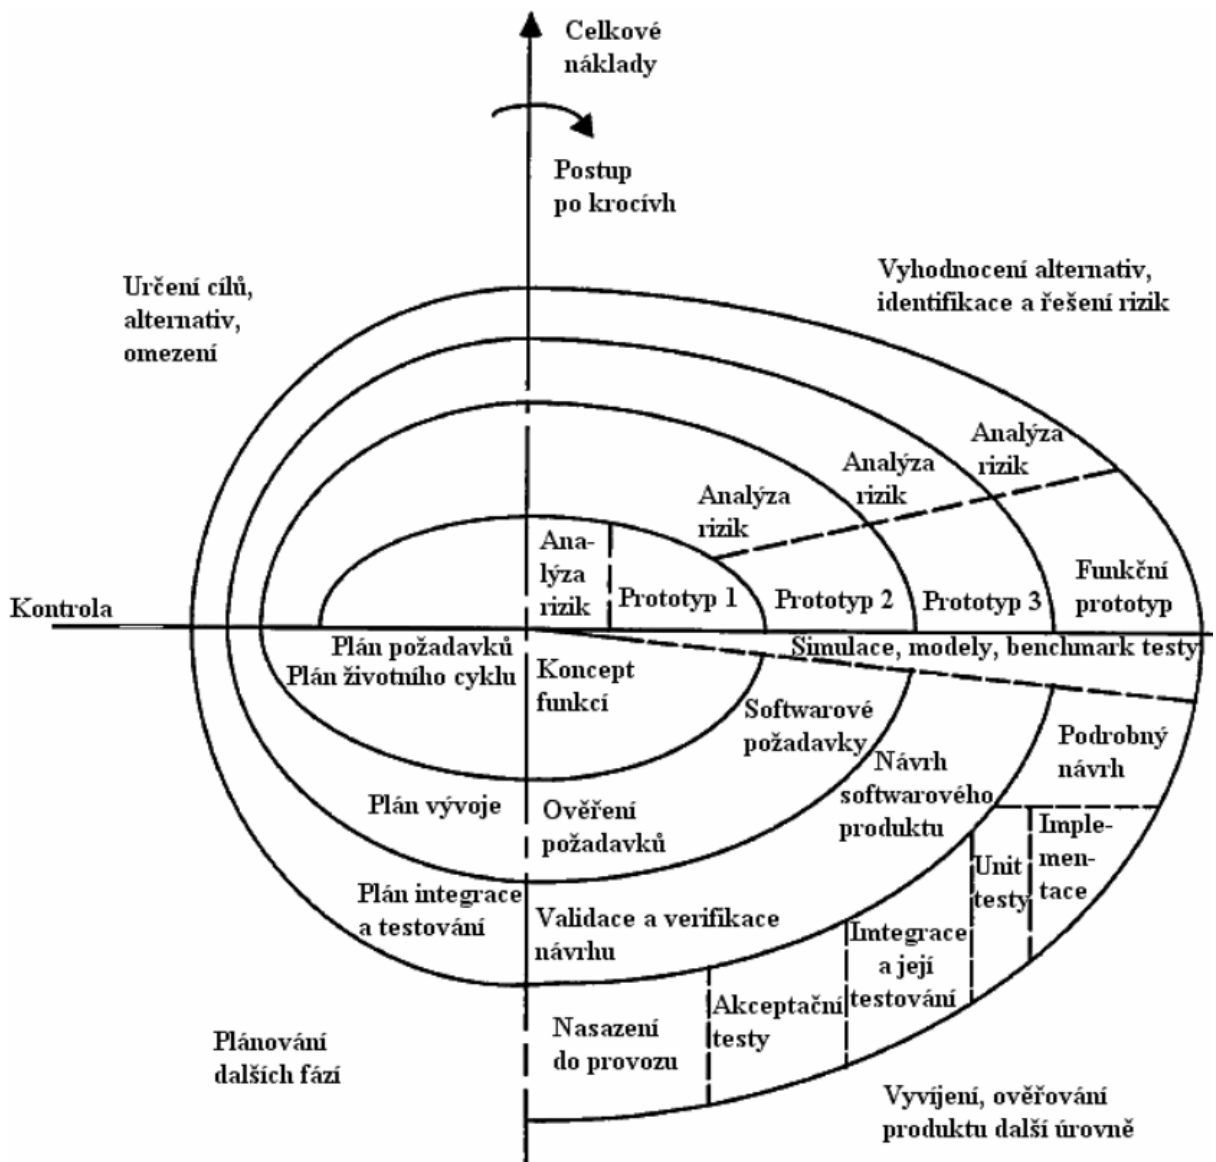 Celkové
náklady
Postup
po krocívh
Určení cílů,
alternativ,
omezení
Vyhodnocení alternativ,
identifikace a řešení rizik
Analýza
rizik
Analýza
rizik
Analýza
rizik
Ana-
lýza
rizik
Prototyp 1
Prototyp 2
Prototyp 3
Funkční
prototyp
Kontrola
Simulace, modely, benchmark testy
Plán požadavků
Plán životního cyklu
Koncept
funkcí
Softwarové
požadavky
Podrobný
návrh
Návrh
softwarového
produktu
Plán vývoje
Ověření
požadavků
Imple-
men-
tace
Unit
testy
Plán integrace
a testování
Validace a verifikace
návrhu
Imtegrace
a její
testování
Akceptační
testy
Nasazení
do provozu
Plánování
dalších fází
Vyvíjení, ověřování
produktu další úrovně